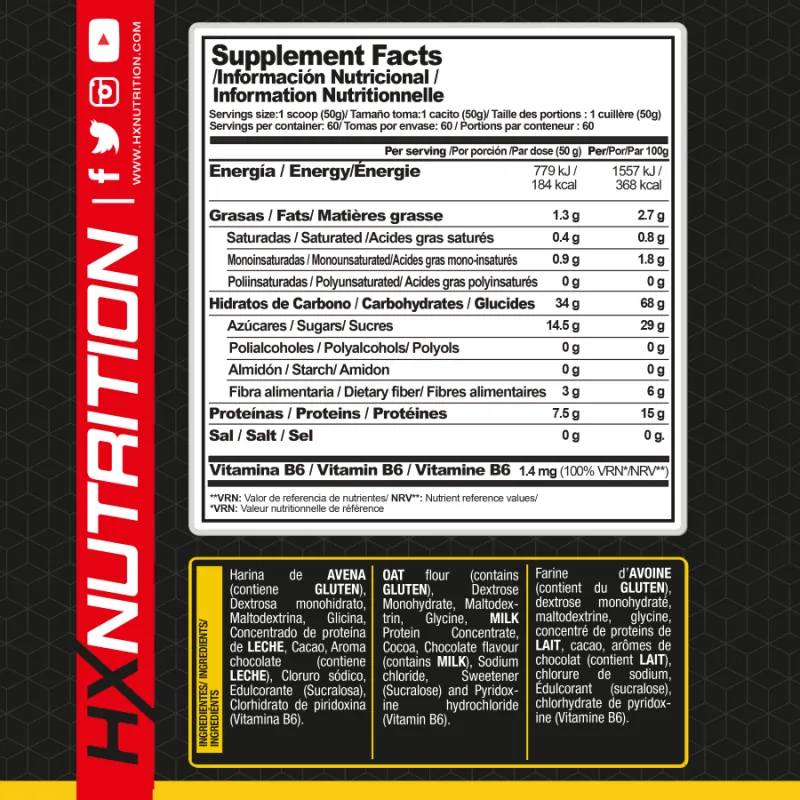 WWW.HXNUTRITION.COM
HXNUTRITION
Supplement Facts
/Información Nutricional /
Information Nutritionnelle
Servings size:1 scoop (50g)/ Tamaño toma:1 cacito (50g)/ Taille des portions : 1 cuillère (50g)
Servings per container: 60/ Tomas por envase: 60 / Portions par conteneur : 60
Per serving /Por porción /Par dose (50 g) Per/Por/Par 100g
Energía / Energy/Énergie 779 kJ / 1557 kJ /
184 kcal 368 kcal
Grasas / Fats/ Matières grasse 1.3 g 2.7 g
Saturadas / Saturated /Acides gras saturés 0.4 g 0.8 g
Monoinsaturadas / Monounsaturated/Acides gras mono-insaturés 0.9 g 1.8 g
Poliinsaturadas / Polyunsaturated/ Acides gras polyinsaturés 0 g 0 g
Hidratos de Carbono / Carbohydrates / Glucides 34 g 68 g
Azúcares / Sugars/ Sucres 14.5 g 29 g
Polialcoholes / Polyalcohols/ Polyols 0 g 0 g
Almidón / Starch/ Amidon 0 g 0 g
Fibra alimentaria / Dietary fiber/ Fibres alimentaires 3 g 6 g
Proteínas / Proteins / Protéines 7.5 g 15 g
Sal / Salt / Sel 0 g 0 g.
Vitamina B6 / Vitamin B6 / Vitamine B6 1.4 mg (100% VRN*/NRV**)
**VRN: Valor de referencia de nutrientes/ NRV**: Nutrient reference values/
*VRN: Valeur nutritionnelle de référence
INGREDIENTES/ INGREDIENTS/
INGRÉDIENTS
Harina de AVENA
(contiene GLUTEN),
Dextrosa monohidrato,
Maltodextrina, Glicina,
Concentrado de proteína
de LECHE, Cacao, Aroma
chocolate (contiene
LECHE), Cloruro sódico,
Edulcorante (Sucralosa),
Clorhidrato de piridoxina
(Vitamina B6).
OAT flour (contains
GLUTEN), Dextrose
Monohydrate, Maltodex-
trin, Glycine, MILK
Protein Concentrate,
Cocoa, Chocolate flavour
(contains MILK), Sodium
chloride, Sweetener
(Sucralose) and Pyridox-
ine hydrochloride
(Vitamin B6).
Farine d'AVOINE
(contient du GLUTEN),
dextrose monohydraté,
maltodextrine, glycine,
concentré de protéines de
LAIT, cacao, arômes de
chocolat (contient LAIT),
chlorure de sodium,
Édulcorant (sucralose),
chlorhydrate de pyridox-
ine (Vitamine B6).